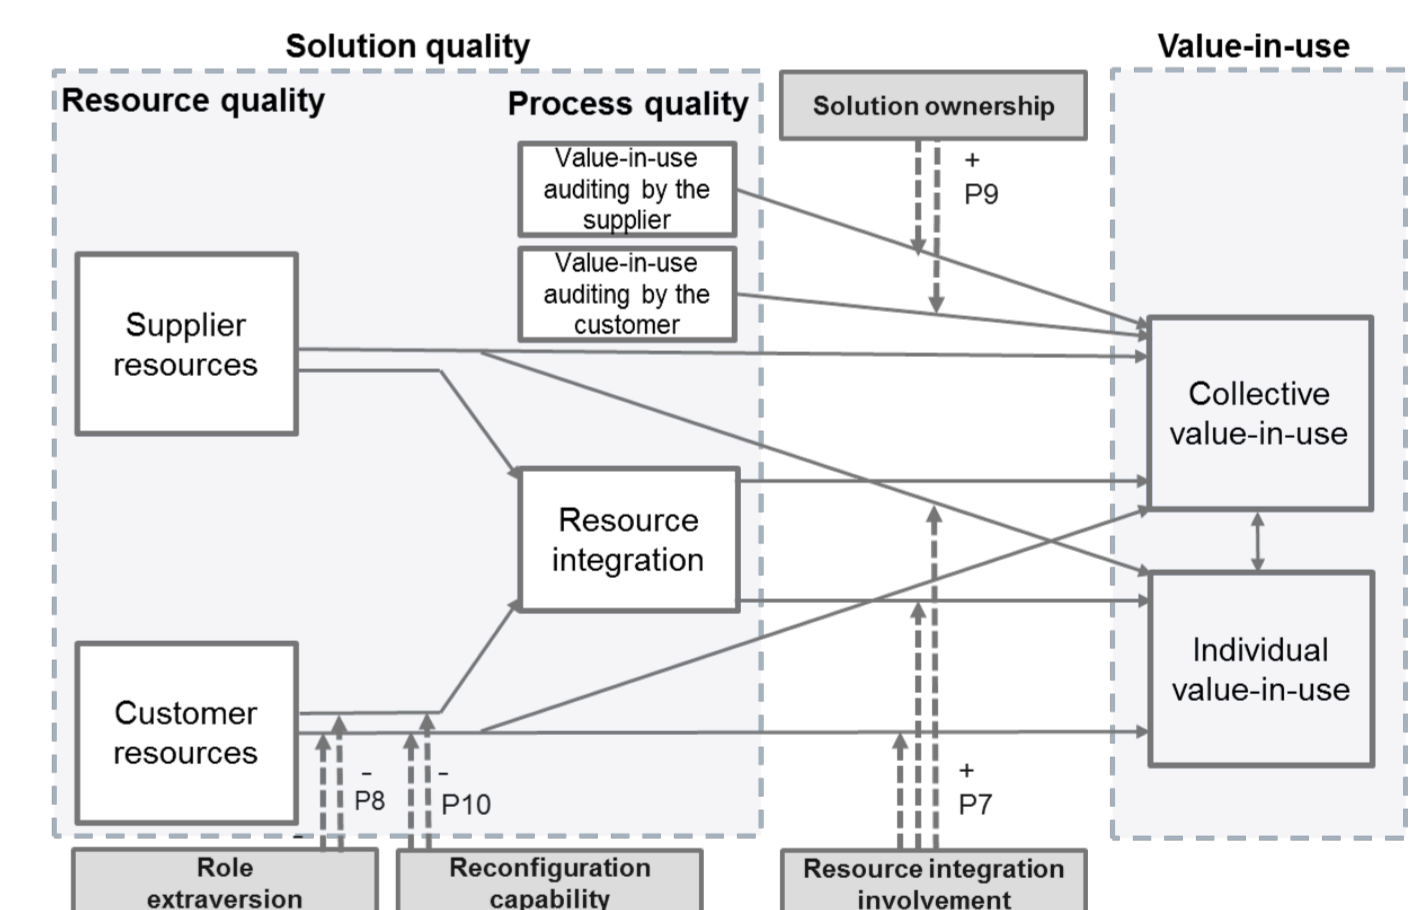 Solution quality
Value-in-use
Resource quality
Process quality
Solution ownership
Value-in-use
auditing by the
supplier
+
P9
Value-in-use
auditing by the
customer
Supplier
resources
Collective
value-in-use
Resource
integration
Individual
value-in-use
Customer
resources
-
P8
-
P10
+
P7
Role
extraversion
Reconfiguration
capability
Resource integration
involvement